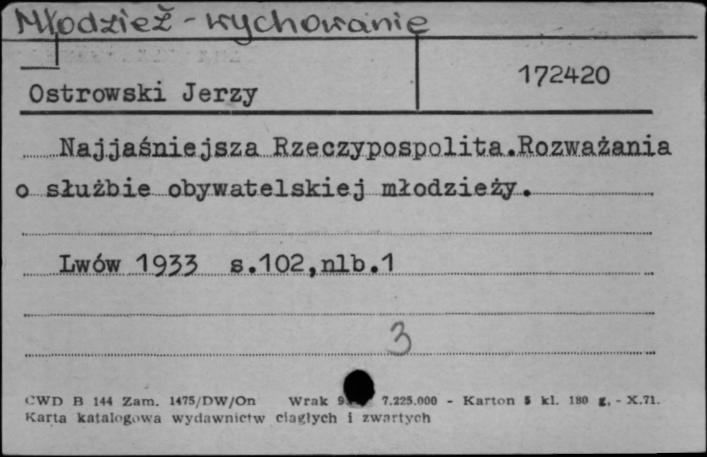 Młodzież - wychowanie
172420
Ostrowski Jerzy
Najjaśniejsza Rzeczypospolita.Rozważania
o służbie obywatelskiej młodzieży.
Lwów 1933 s.102,nlb.1
3
CWD B 144 Zam. 1475/DW/On Wrak 7.225.000 - Karton 5 kl. 180 g. - X.71.
Karta katalogowa wydawnictw ciągłych i zwartych